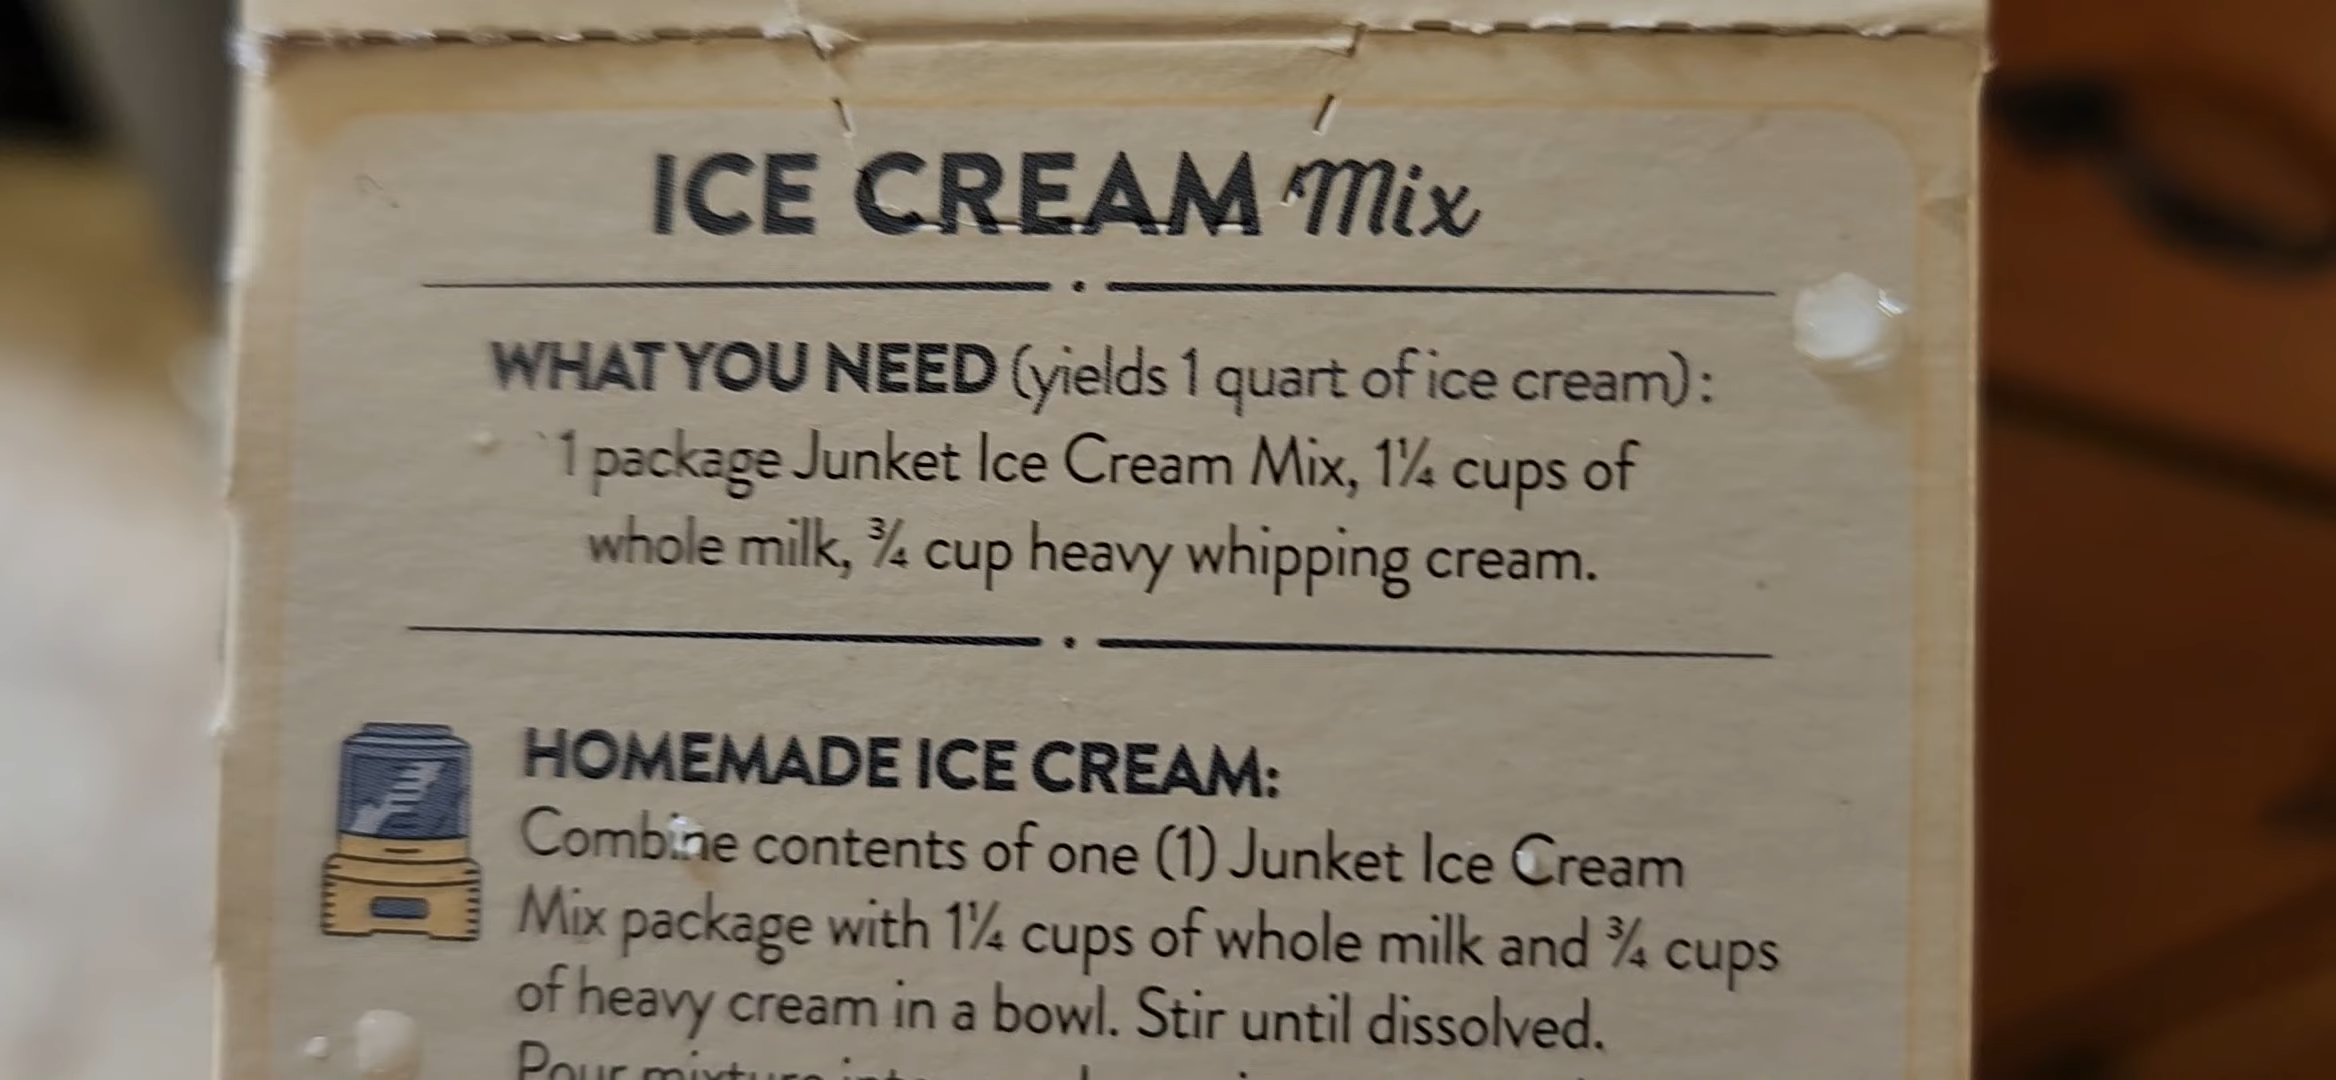 ICE CREAM Mix
WHAT YOU NEED (yields 1 quart of ice cream):
1 package Junket Ice Cream Mix, 1¼ cups of
whole milk, ¾ cup heavy whipping cream.
HOMEMADE ICE CREAM:
Combine contents of one (1) Junket Ice Cream
Mix package with 1¼ cups of whole milk and ¾ cups
of heavy cream in a bowl. Stir until dissolved.
Pour mixture